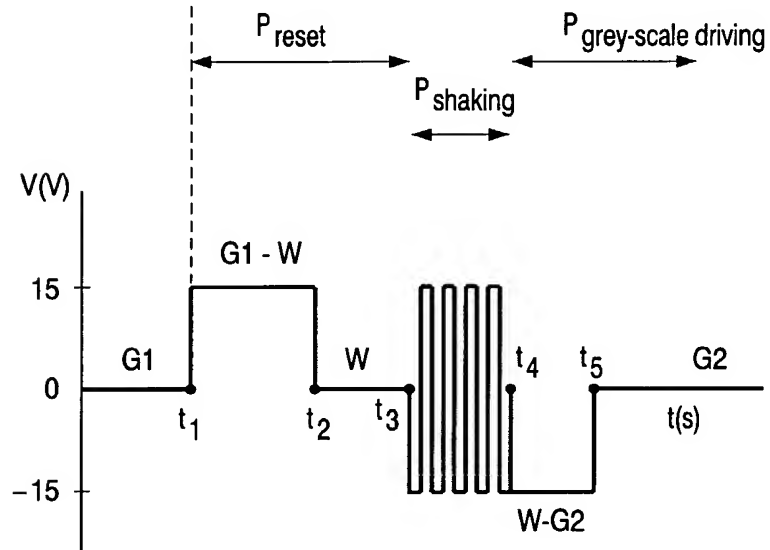 P reset
P grey-scale driving
P shaking
V(V)
G1 - W
15
G1
W
t4
t5
G2
0
t1
t2
t3
t(s)
-15
W-G2